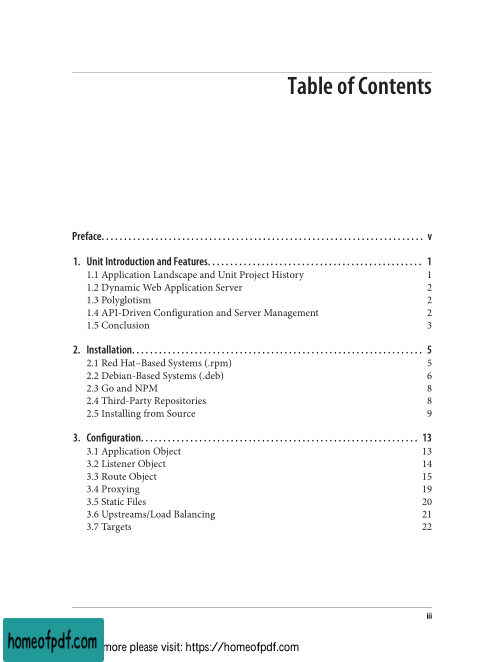 Table of Contents
Preface. . . . . . . . . . . . . . . . . . . . . . . . . . . . . . . . . . . . . . . . . . . . . . . . . . . . . . . . . . . . . . . . . . . . . . . . v
1. Unit Introduction and Features. . . . . . . . . . . . . . . . . . . . . . . . . . . . . . . . . . . . . . . . . . . . . . . . 1
1.1 Application Landscape and Unit Project History 1
1.2 Dynamic Web Application Server 2
1.3 Polyglotism 2
1.4 API-Driven Configuration and Server Management 2
1.5 Conclusion 3
2. Installation. . . . . . . . . . . . . . . . . . . . . . . . . . . . . . . . . . . . . . . . . . . . . . . . . . . . . . . . . . . . . . . . . 5
2.1 Red Hat–Based Systems (.rpm) 5
2.2 Debian-Based Systems (.deb) 6
2.3 Go and NPM 8
2.4 Third-Party Repositories 8
2.5 Installing from Source 9
3. Configuration. . . . . . . . . . . . . . . . . . . . . . . . . . . . . . . . . . . . . . . . . . . . . . . . . . . . . . . . . . . . . . 13
3.1 Application Object 13
3.2 Listener Object 14
3.3 Route Object 15
3.4 Proxying 19
3.5 Static Files 20
3.6 Upstreams/Load Balancing 21
3.7 Targets 22
iii
homeofpdf.com
more please visit: https://homeofpdf.com